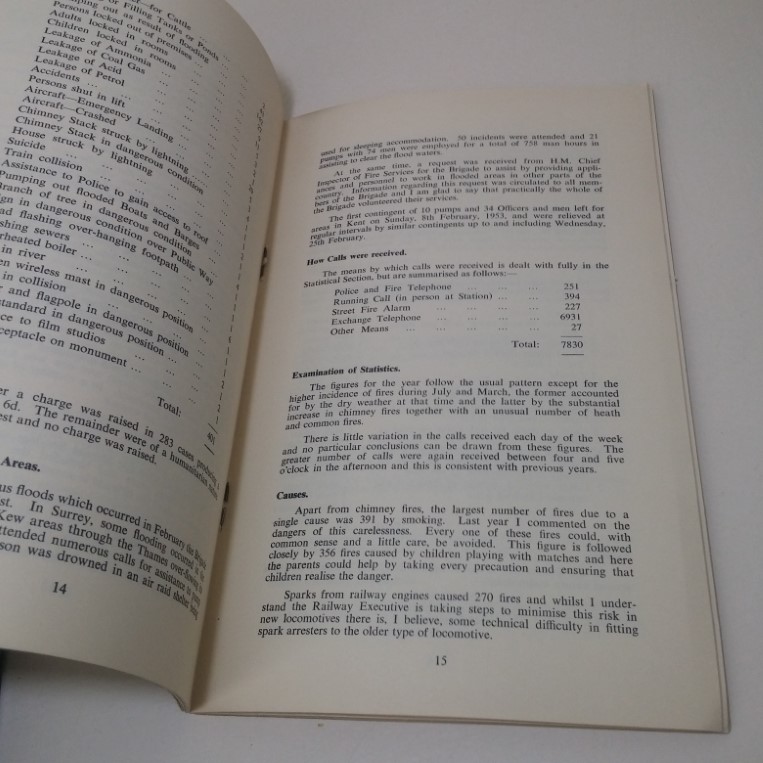 for Cattle
or Filling Tanks or Ponds
out as result of flooding
Persons locked out of premises ...
Adults locked in rooms ...
Children locked in rooms ...
Leakage of Ammonia ...
Leakage of Coal Gas ...
Leakage of Acid ...
Leakage of Petrol ...
Accidents ...
Persons shut in lift ...
Aircraft—Emergency Landing ...
Aircraft—Crashed ...
Chimney Stack struck by lightning ...
Chimney Stack in dangerous condition
House struck by lightning ...
Suicide ...
Train collision ...
Assistance to Police to gain access to roof
Pumping out flooded Boats and Barges
ranch of tree in dangerous condition
gn in dangerous condition over Public Way
ad flashing over-hanging footpath ...
shing sewers ...
erheated boiler ...
in river
en wireless mast in dangerous position
in collision ...
r and flagpole in dangerous position
standard in dangerous position ...
ce to film studios ...
ceptacle on monument ...
Total: 401
er a charge was raised in 283 cases producing
6d. The remainder were of a humanitarian
est and no charge was raised.
Areas.
us floods which occurred in February the Brigade
st. In Surrey, some flooding occurred in
Kew areas through the Thames over-flowing
ttended numerous calls for assistance in
son was drowned in an air raid shelter
14
used for sleeping accommodation. 50 incidents were attended and 21
pumps with 74 men were employed for a total of 758 man hours in
assisting to clear the flood waters.
At the same time, a request was received from H.M. Chief
Inspector of Fire Services for the Brigade to assist by providing appli-
ances and personnel to work in flooded areas in other parts of the
country. Information regarding this request was circulated to all mem-
bers of the Brigade and I am glad to say that practically the whole of
the Brigade volunteered their services.
The first contingent of 10 pumps and 34 Officers and men left for
areas in Kent on Sunday, 8th February, 1953, and were relieved at
regular intervals by similar contingents up to and including Wednesday,
25th February.
How Calls were received.
The means by which calls were received is dealt with fully in the
Statistical Section, but are summarised as follows:—
Police and Fire Telephone ... ... ... 251
Running Call (in person at Station) ... ... 394
Street Fire Alarm ... ... ... ... 227
Exchange Telephone ... ... ... ... 6931
Other Means ... ... ... ... 27
Total: 7830
Examination of Statistics.
The figures for the year follow the usual pattern except for the
higher incidence of fires during July and March, the former accounted
for by the dry weather at that time and the latter by the substantial
increase in chimney fires together with an unusual number of heath
and common fires.
There is little variation in the calls received each day of the week
and no particular conclusions can be drawn from these figures. The
greater number of calls were again received between four and five
o'clock in the afternoon and this is consistent with previous years.
Causes.
Apart from chimney fires, the largest number of fires due to a
single cause was 391 by smoking. Last year I commented on the
dangers of this carelessness. Every one of these fires could, with
common sense and a little care, be avoided. This figure is followed
closely by 356 fires caused by children playing with matches and here
the parents could help by taking every precaution and ensuring that
children realise the danger.
Sparks from railway engines caused 270 fires and whilst I under-
stand the Railway Executive is taking steps to minimise this risk in
new locomotives there is, I believe, some technical difficulty in fitting
spark arresters to the older type of locomotive.
15